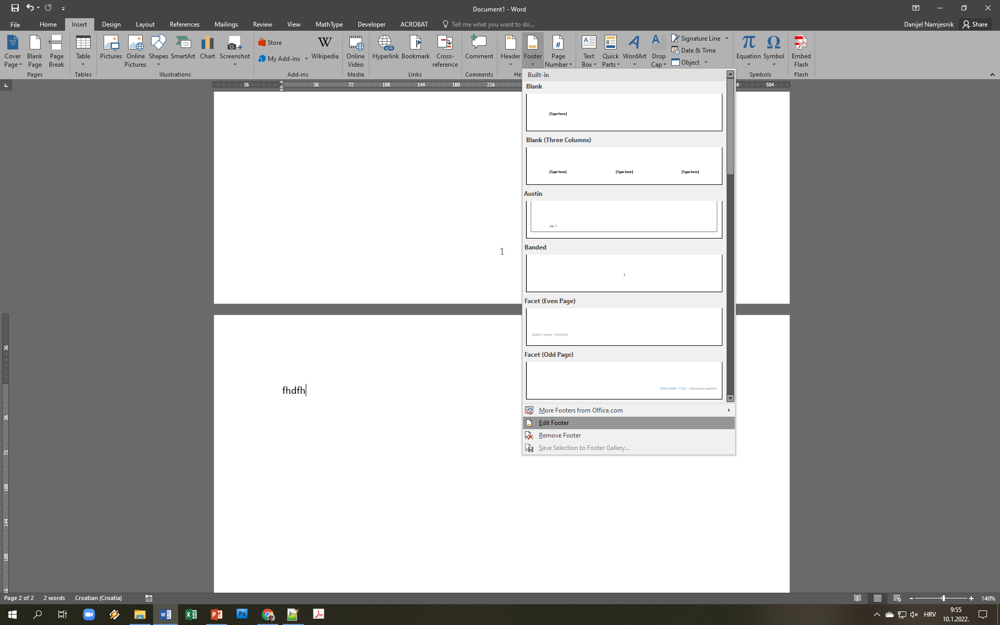 Document1 - Word
File Home Insert Design Layout References Mailings Review View MathType Developer ACROBAT Tell me what you want to do... Danijel Namjesnik Share
Cover Page
Blank Page
Page Break
Pages
Table
Tables
Pictures
Online Pictures
Shapes
SmartArt
Chart
Screenshot
Illustrations
Store
My Add-ins
W
Wikipedia
Add-ins
Online Video
Media
Hyperlink
Bookmark
Cross-reference
Links
Comment
Comments
Header
Footer
Page Number
He
Text Box
Quick Parts
WordArt
Drop Cap
Signature Line
Date & Time
Object
π
Equation
Ω
Symbol
Symbols
Embed Flash
Flash
L
36 36 72 108 144 180 216 8 504
Built-in
Blank
[Type here]
Blank (Three Columns)
[Type here] [Type here] [Type here]
Austin
pg. 1
Banded
1
Facet (Even Page)
[Author name] | [SCHOOL]
Facet (Odd Page)
[DOCUMENT TITLE] | [Document subtitle]
More Footers from Office.com
Edit Footer
Remove Footer
Save Selection to Footer Gallery...
1
fhdfh
36
36
72
108
144
180
16
Page 2 of 2 2 words Croatian (Croatia) 140%
HRV
9:55
10.1.2022.